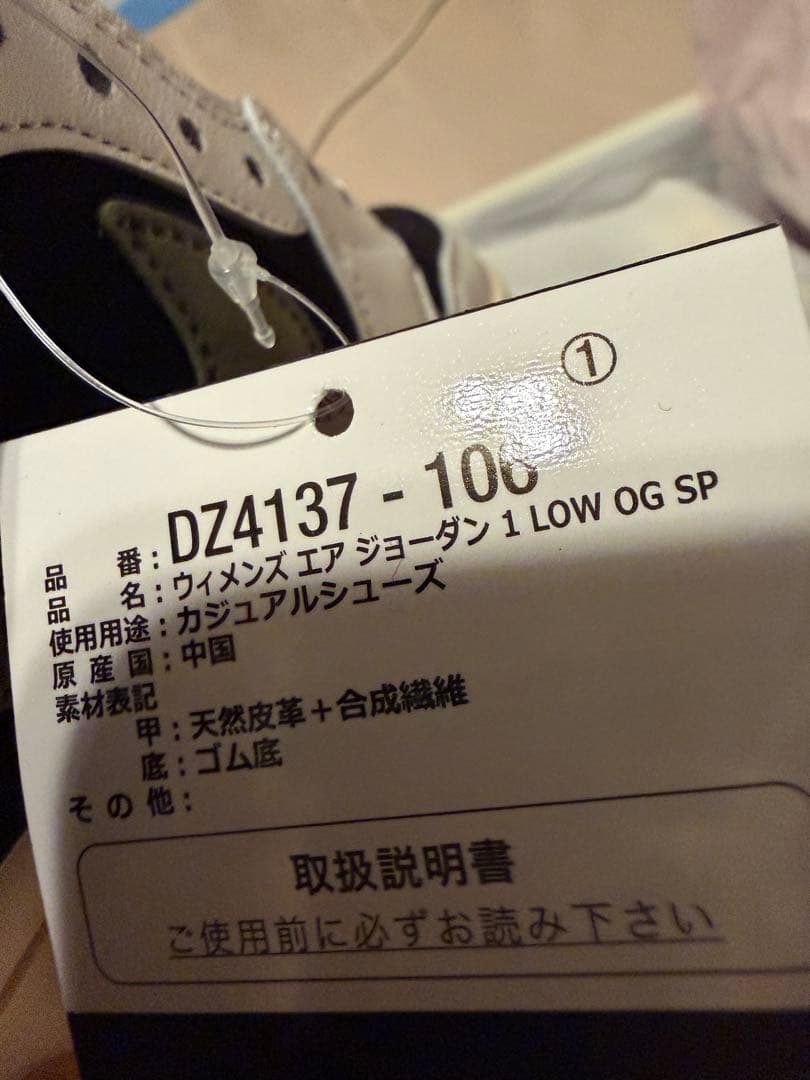 ①
品番：DZ4137 - 106
品名：ウィメンズ エア ジョーダン 1 LOW OG SP
使用用途：カジュアルシューズ
原産国：中国
素材表記
甲：天然皮革＋合成繊維
底：ゴム底
その他：
取扱説明書
ご使用前に必ずお読み下さい